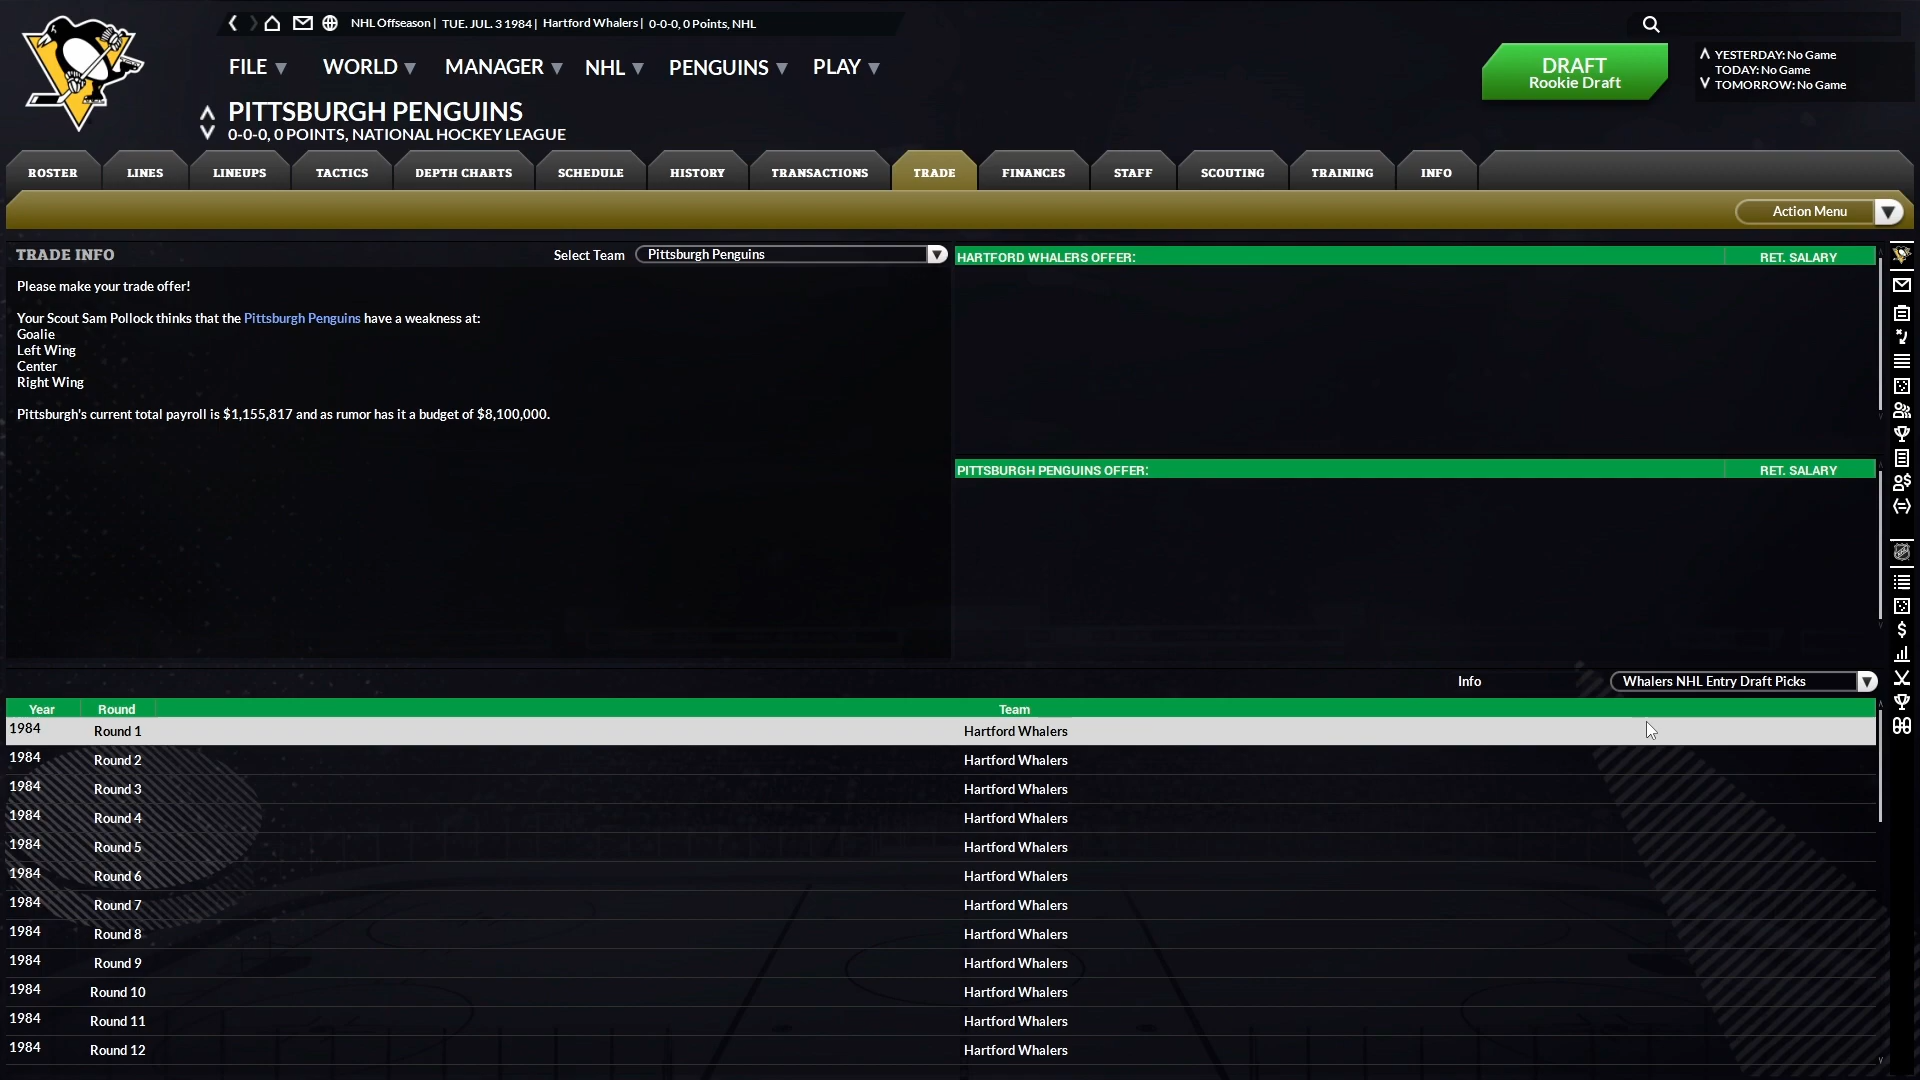 NHL Offseason | TUE. JUL. 3 1984 | Hartford Whalers | 0-0-0, 0 Points, NHL
FILE WORLD MANAGER NHL PENGUINS PLAY
DRAFT
Rookie Draft
YESTERDAY: No Game
TODAY: No Game
TOMORROW: No Game
PITTSBURGH PENGUINS
0-0-0, 0 POINTS, NATIONAL HOCKEY LEAGUE
ROSTER LINES LINEUPS TACTICS DEPTH CHARTS SCHEDULE HISTORY TRANSACTIONS TRADE FINANCES STAFF SCOUTING TRAINING INFO
Action Menu
TRADE INFO
Select Team Pittsburgh Penguins
Please make your trade offer!
Your Scout Sam Pollock thinks that the Pittsburgh Penguins have a weakness at:
Goalie
Left Wing
Center
Right Wing
Pittsburgh's current total payroll is $1,155,817 and as rumor has it a budget of $8,100,000.
HARTFORD WHALERS OFFER: RET. SALARY
PITTSBURGH PENGUINS OFFER: RET. SALARY
Info Whalers NHL Entry Draft Picks
Year Round Team
1984 Round 1 Hartford Whalers
1984 Round 2 Hartford Whalers
1984 Round 3 Hartford Whalers
1984 Round 4 Hartford Whalers
1984 Round 5 Hartford Whalers
1984 Round 6 Hartford Whalers
1984 Round 7 Hartford Whalers
1984 Round 8 Hartford Whalers
1984 Round 9 Hartford Whalers
1984 Round 10 Hartford Whalers
1984 Round 11 Hartford Whalers
1984 Round 12 Hartford Whalers